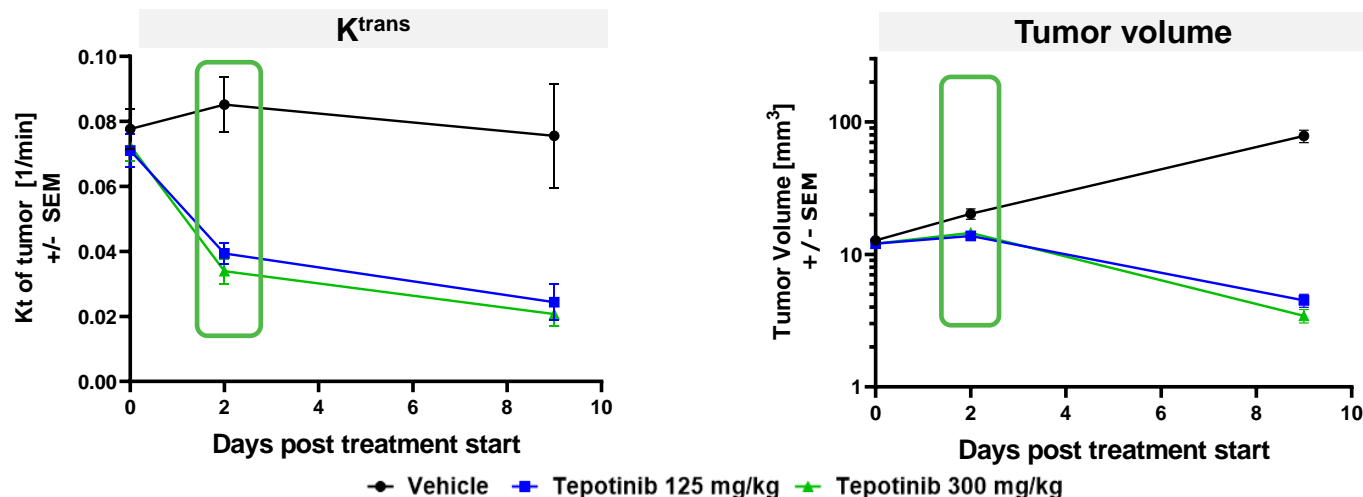 Ktrans
Kt of tumor [1/min]
+/- SEM
0.10
0.08
0.06
0.04
0.02
0.00
0 2 4 6 8 10
Days post treatment start
Tumor volume
Tumor Volume [mm3]
+ / - SEM
100
10
1
0 2 4 6 8 10
Days post treatment start
Vehicle Tepotinib 125 mg/kg Tepotinib 300 mg/kg